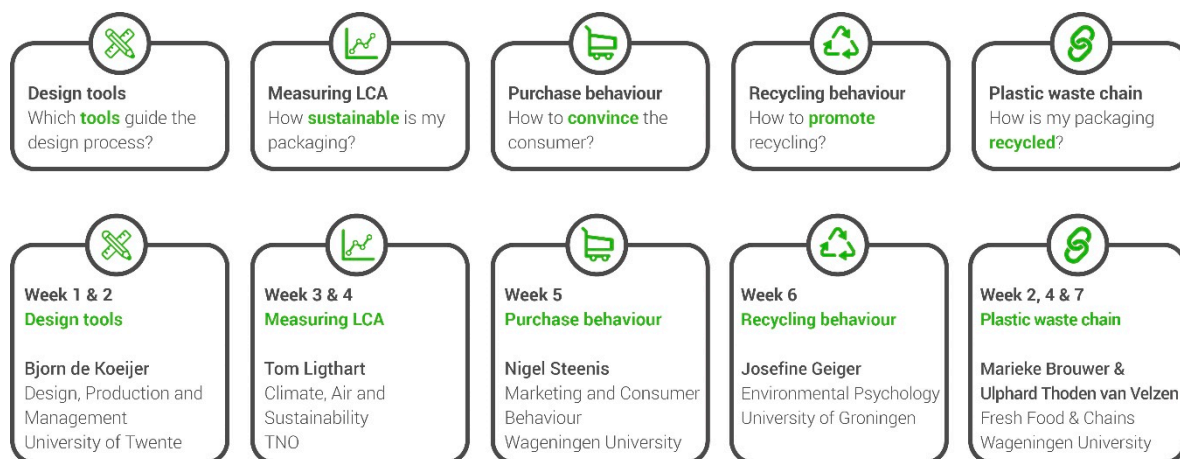 Design tools
Which tools guide the
design process?
Measuring LCA
How sustainable is my
packaging?
Purchase behaviour
How to convince the
consumer?
Recycling behaviour
How to promote
recycling?
Plastic waste chain
How is my packaging
recycled?
Week 1 & 2
Design tools
Bjorn de Koeijer
Design, Production and
Management
University of Twente
Week 3 & 4
Measuring LCA
Tom Ligthart
Climate, Air and
Sustainability
TNO
Week 5
Purchase behaviour
Nigel Steenis
Marketing and Consumer
Behaviour
Wageningen University
Week 6
Recycling behaviour
Josefine Geiger
Environmental Psychology
University of Groningen
Week 2, 4 & 7
Plastic waste chain
Marieke Brouwer &
Ulphard Thoden van Velzen
Fresh Food & Chains
Wageningen University